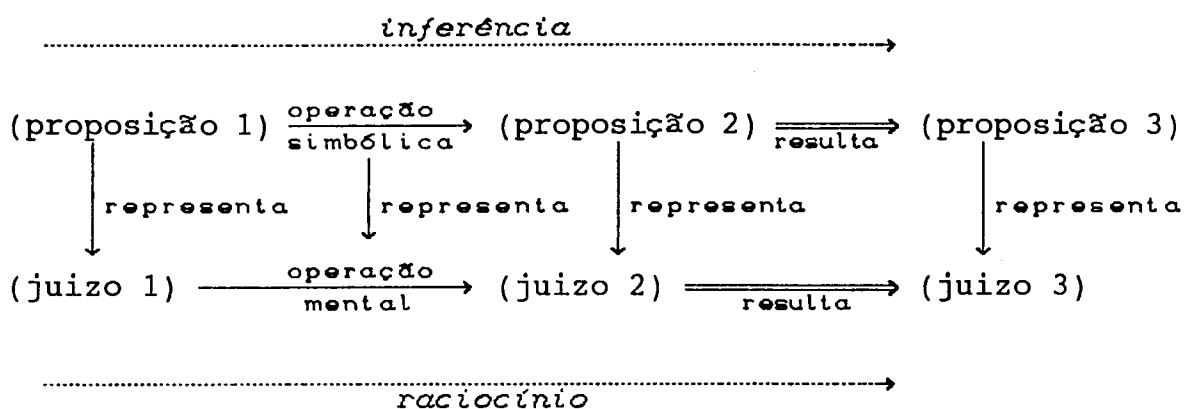 inferência
(proposição 1) operação simbólica (proposição 2) resulta (proposição 3)
representa representa representa representa
(juizo 1) operação mental (juizo 2) resulta (juizo 3)
raciocínio